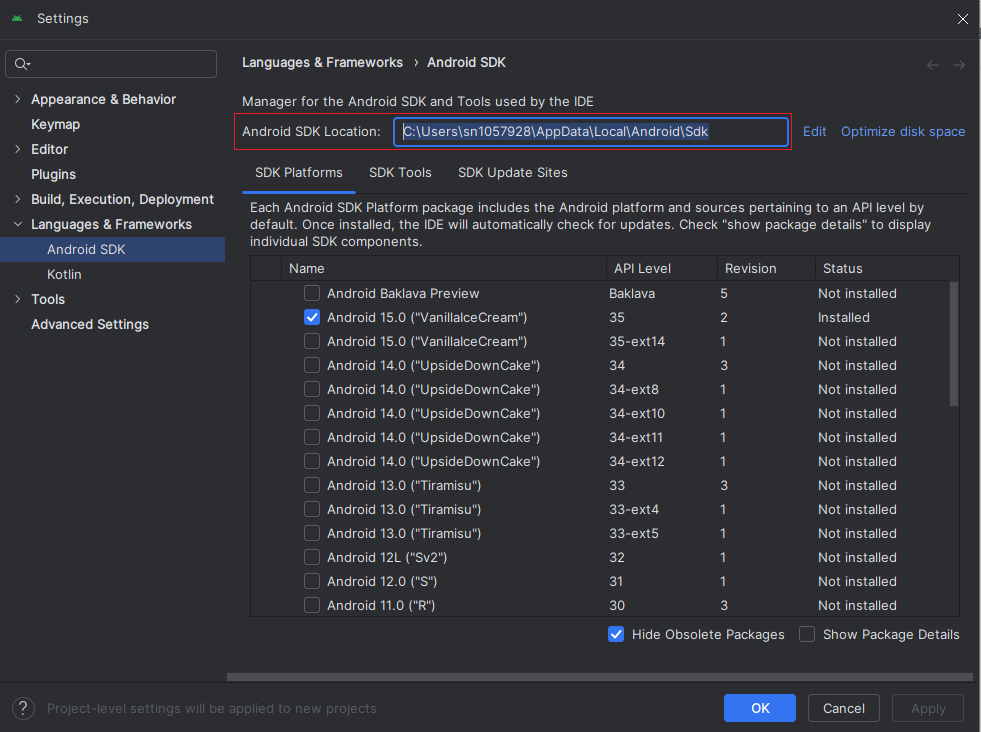 Settings
Appearance & Behavior
Keymap
Editor
Plugins
Build, Execution, Deployment
Languages & Frameworks
Android SDK
Kotlin
Tools
Advanced Settings
Languages & Frameworks › Android SDK
Manager for the Android SDK and Tools used by the IDE
Android SDK Location: C:\Users\sn1057928\AppData\Local\Android\Sdk Edit Optimize disk space
SDK Platforms SDK Tools SDK Update Sites
Each Android SDK Platform package includes the Android platform and sources pertaining to an API level by
default. Once installed, the IDE will automatically check for updates. Check "show package details" to display
individual SDK components.
Name API Level Revision Status
Android Baklava Preview Baklava 5 Not installed
Android 15.0 ("VanillaIceCream") 35 2 Installed
Android 15.0 ("VanillaIceCream") 35-ext14 1 Not installed
Android 14.0 ("UpsideDownCake") 34 3 Not installed
Android 14.0 ("UpsideDownCake") 34-ext8 1 Not installed
Android 14.0 ("UpsideDownCake") 34-ext10 1 Not installed
Android 14.0 ("UpsideDownCake") 34-ext11 1 Not installed
Android 14.0 ("UpsideDownCake") 34-ext12 1 Not installed
Android 13.0 ("Tiramisu") 33 3 Not installed
Android 13.0 ("Tiramisu") 33-ext4 1 Not installed
Android 13.0 ("Tiramisu") 33-ext5 1 Not installed
Android 12L ("Sv2") 32 1 Not installed
Android 12.0 ("S") 31 1 Not installed
Android 11.0 ("R") 30 3 Not installed
Hide Obsolete Packages Show Package Details
? Project-level settings will be applied to new projects
OK Cancel Apply